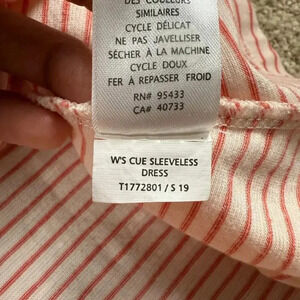 DES COULEURS
SIMILAIRES
CYCLE DÉLICAT
NE PAS JAVELLISER
SÉCHER À LA MACHINE
CYCLE DOUX
FER À REPASSER FROID
RN# 95433
CA# 40733
W'S CUE SLEEVELESS
DRESS
T1772801 / S 19